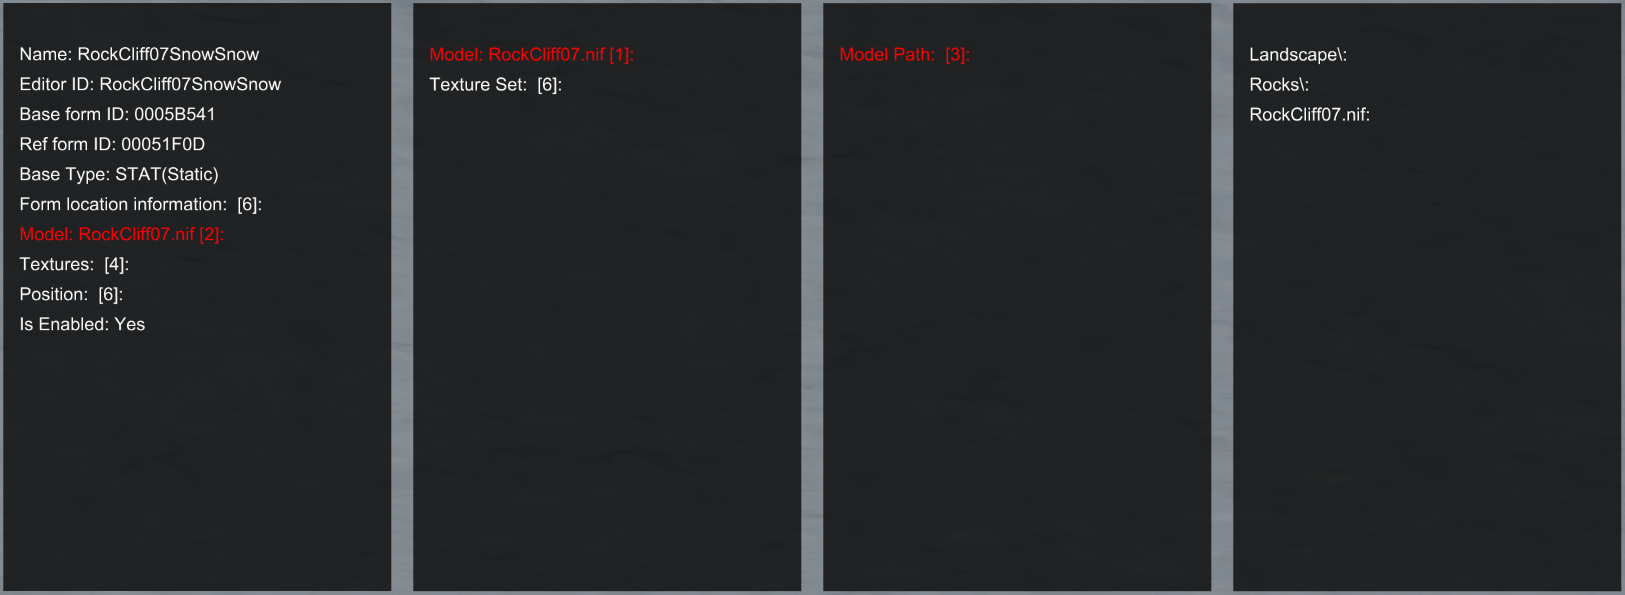 Name: RockCliff07SnowSnow
Editor ID: RockCliff07SnowSnow
Base form ID: 0005B541
Ref form ID: 00051F0D
Base Type: STAT(Static)
Form location information:  [6]:
Model: RockCliff07.nif [2]:
Textures:  [4]:
Position:  [6]:
Is Enabled: Yes
Model: RockCliff07.nif [1]:
Texture Set:  [6]:
Model Path:  [3]:
Landscape\:
Rocks\:
RockCliff07.nif: